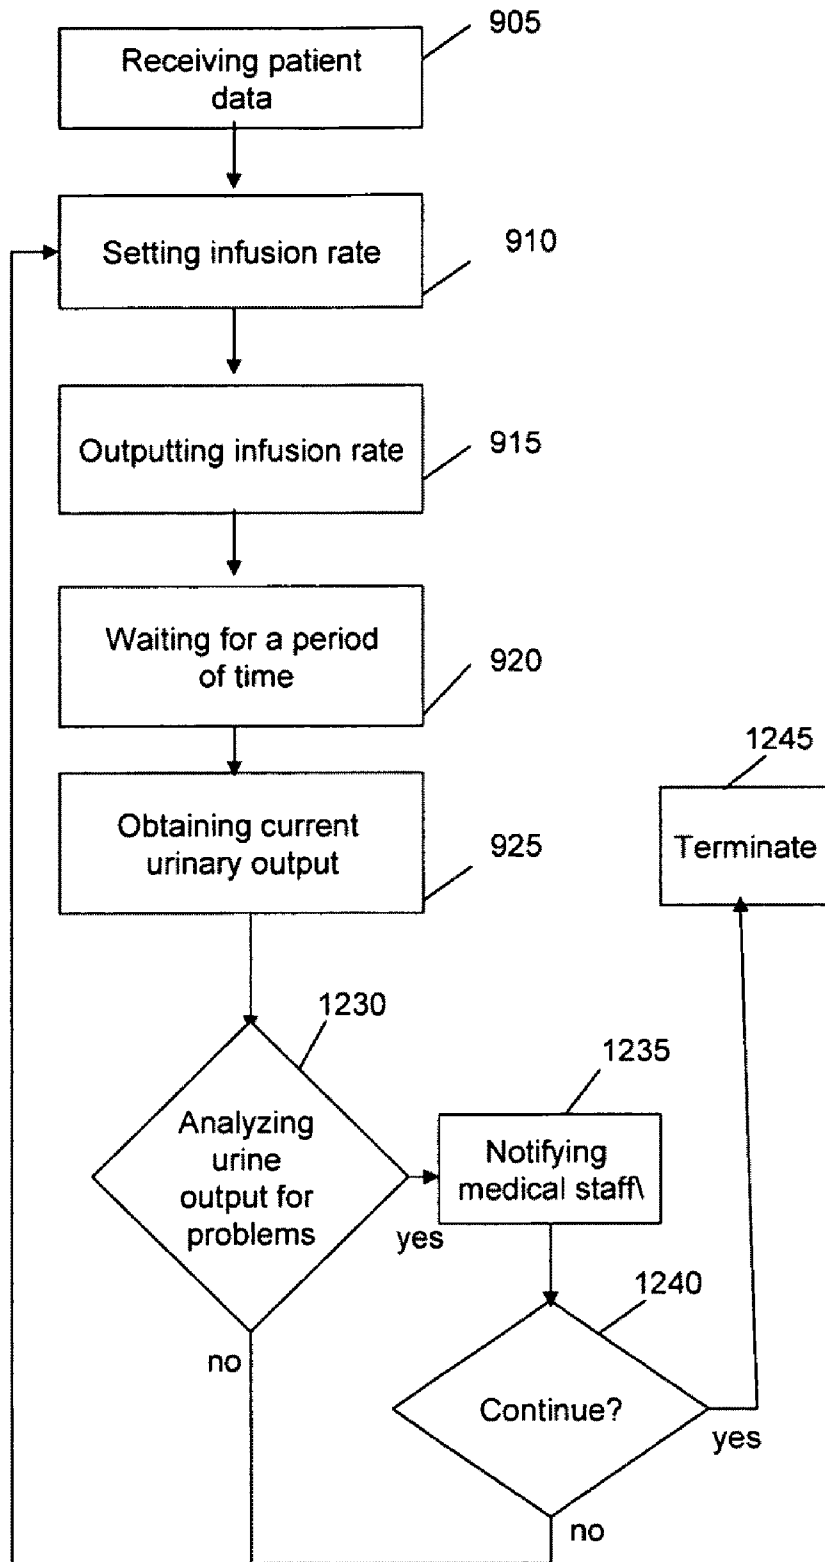 905
Receiving patient
data
Setting infusion rate
910
Outputting infusion rate
915
Waiting for a period
of time
920
1245
Obtaining current
urinary output
925
Terminate
1230
1235
Analyzing
urine
output for
problems
Notifying
medical staff\
yes
1240
no
Continue?
yes
no